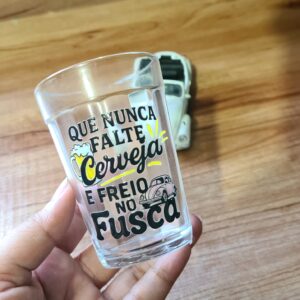 QUE NUNCA
FALTE
Cerveja
E FREIO
NO
Fusca